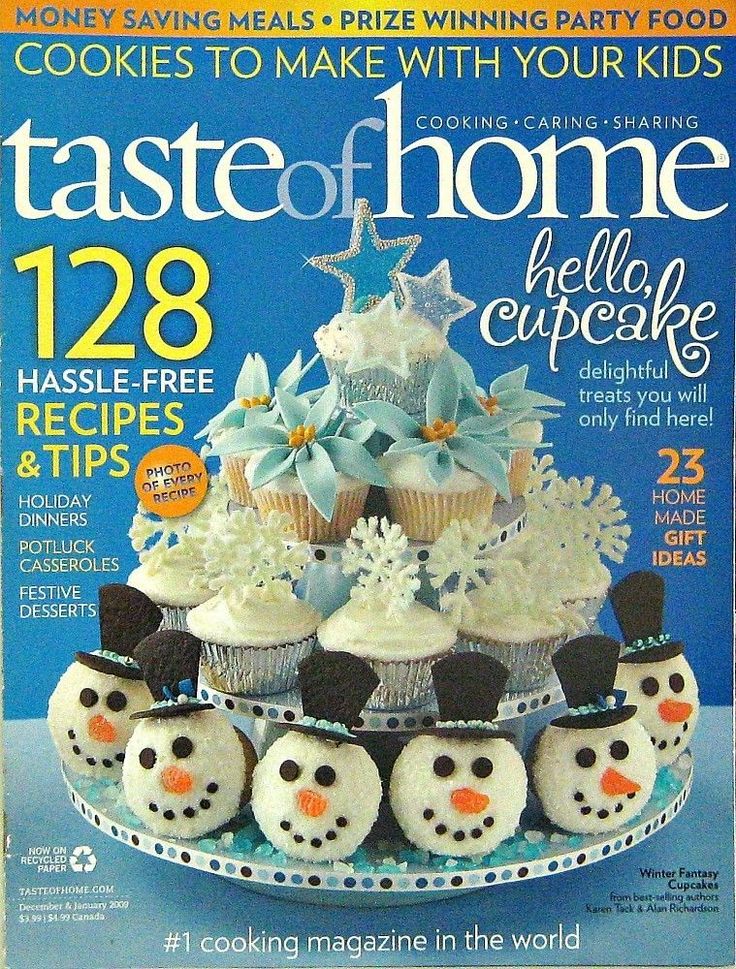 MONEY SAVING MEALS • PRIZE WINNING PARTY FOOD
COOKIES TO MAKE WITH YOUR KIDS
COOKING • CARING • SHARING
taste of home®
128
HASSLE-FREE
RECIPES
& TIPS
PHOTO
OF EVERY
RECIPE
HOLIDAY
DINNERS
POTLUCK
CASSEROLES
FESTIVE
DESSERTS
hello,
cupcake
delightful
treats you will
only find here!
23
HOME
MADE
GIFT
IDEAS
NOW ON
RECYCLED
PAPER
TASTEOFHOME.COM
December & January 2009
$3.99 | $4.99 Canada
Winter Fantasy
Cupcakes
from best-selling authors
Karen Tack & Alan Richardson
#1 cooking magazine in the world